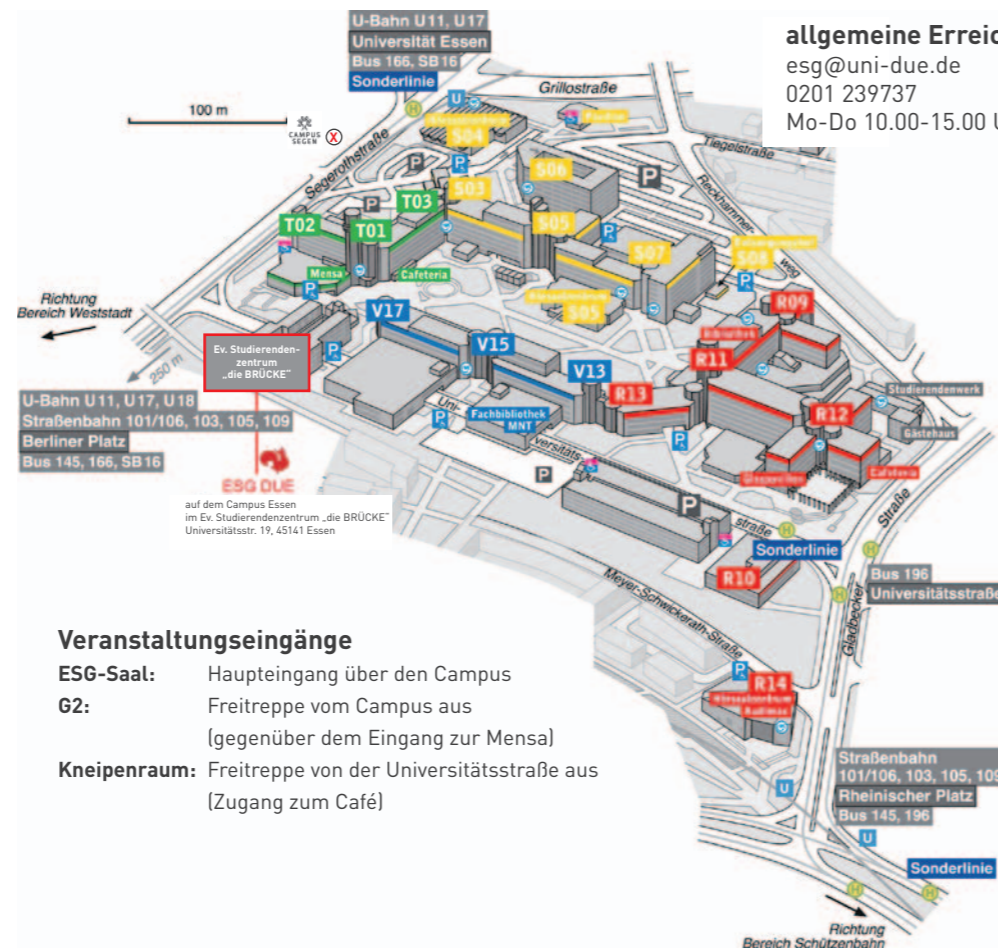 U-Bahn U11, U17
Universität Essen
Bus 166, SB16
Sonderlinie
allgemeine Erreic
esg@uni-due.de
0201 239737
Mo-Do 10.00-15.00 U
100 m
CAMPUS
SEGEN
X
Grillostraße
Segerothstraße
Tiegelstraße
Reckhammer-
weg
Pavillon
S04
S06
S03
S05
S07
S08
S05
T03
T02
T01
Mensa
Cafeteria
Richtung
Bereich Weststadt
250 m
Ev. Studierenden-
zentrum
„die BRÜCKE“
V17
V15
V13
R09
Bibliothek
R11
R13
R12
Studierendenwerk
Gästehaus
Glaspavillon
Cafeteria
Uni-
versitäts-
straße
Fachbibliothek
MNT
U-Bahn U11, U17, U18
Straßenbahn 101/106, 103, 105, 109
Berliner Platz
Bus 145, 166, SB16
ESG DUE
auf dem Campus Essen
im Ev. Studierendenzentrum „die BRÜCKE“
Universitätsstr. 19, 45141 Essen
Sonderlinie
R10
Meyer-Schwickerath-Straße
Gladbecker
Straße
Bus 196
Universitätsstraße
Veranstaltungseingänge
ESG-Saal: Haupteingang über den Campus
G2: Freitreppe vom Campus aus
(gegenüber dem Eingang zur Mensa)
Kneipenraum: Freitreppe von der Universitätsstraße aus
(Zugang zum Café)
R14
Hörsaalzentrum
Audimax
Straßenbahn
101/106, 103, 105, 109
Rheinischer Platz
Bus 145, 196
Sonderlinie
Richtung
Bereich Schützenbahn